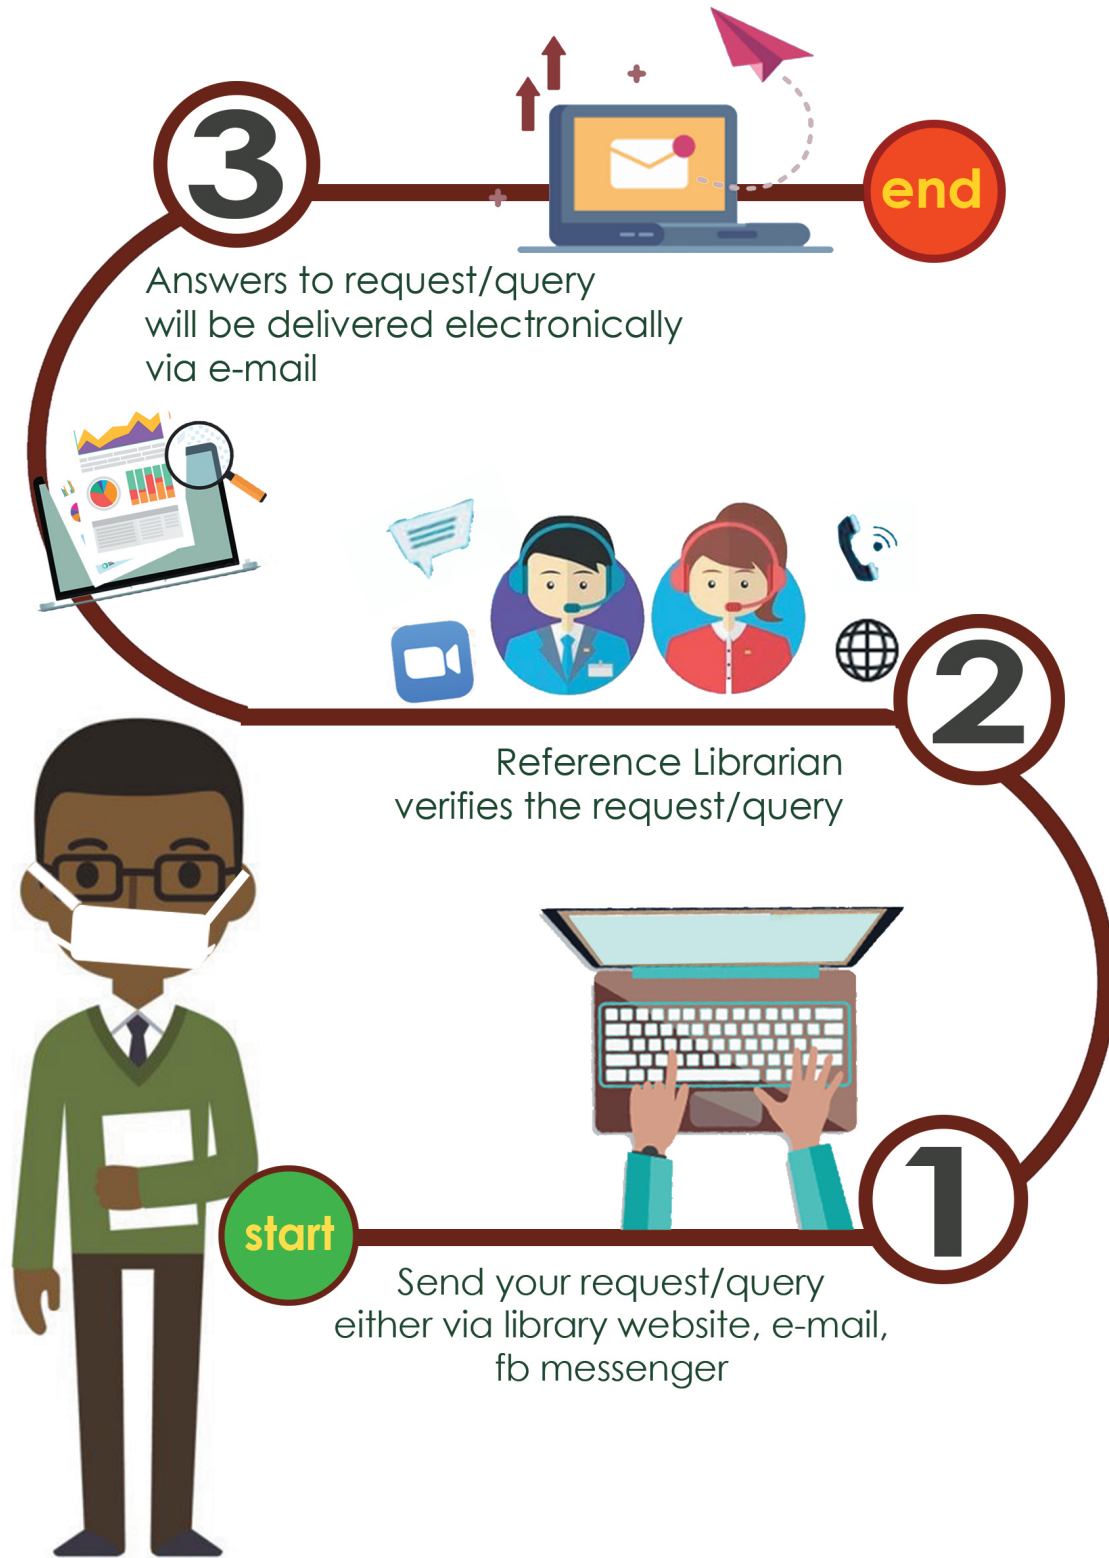 3
end
Answers to request/query
will be delivered electronically
via e-mail
2
Reference Librarian
verifies the request/query
1
start
Send your request/query
either via library website, e-mail,
fb messenger